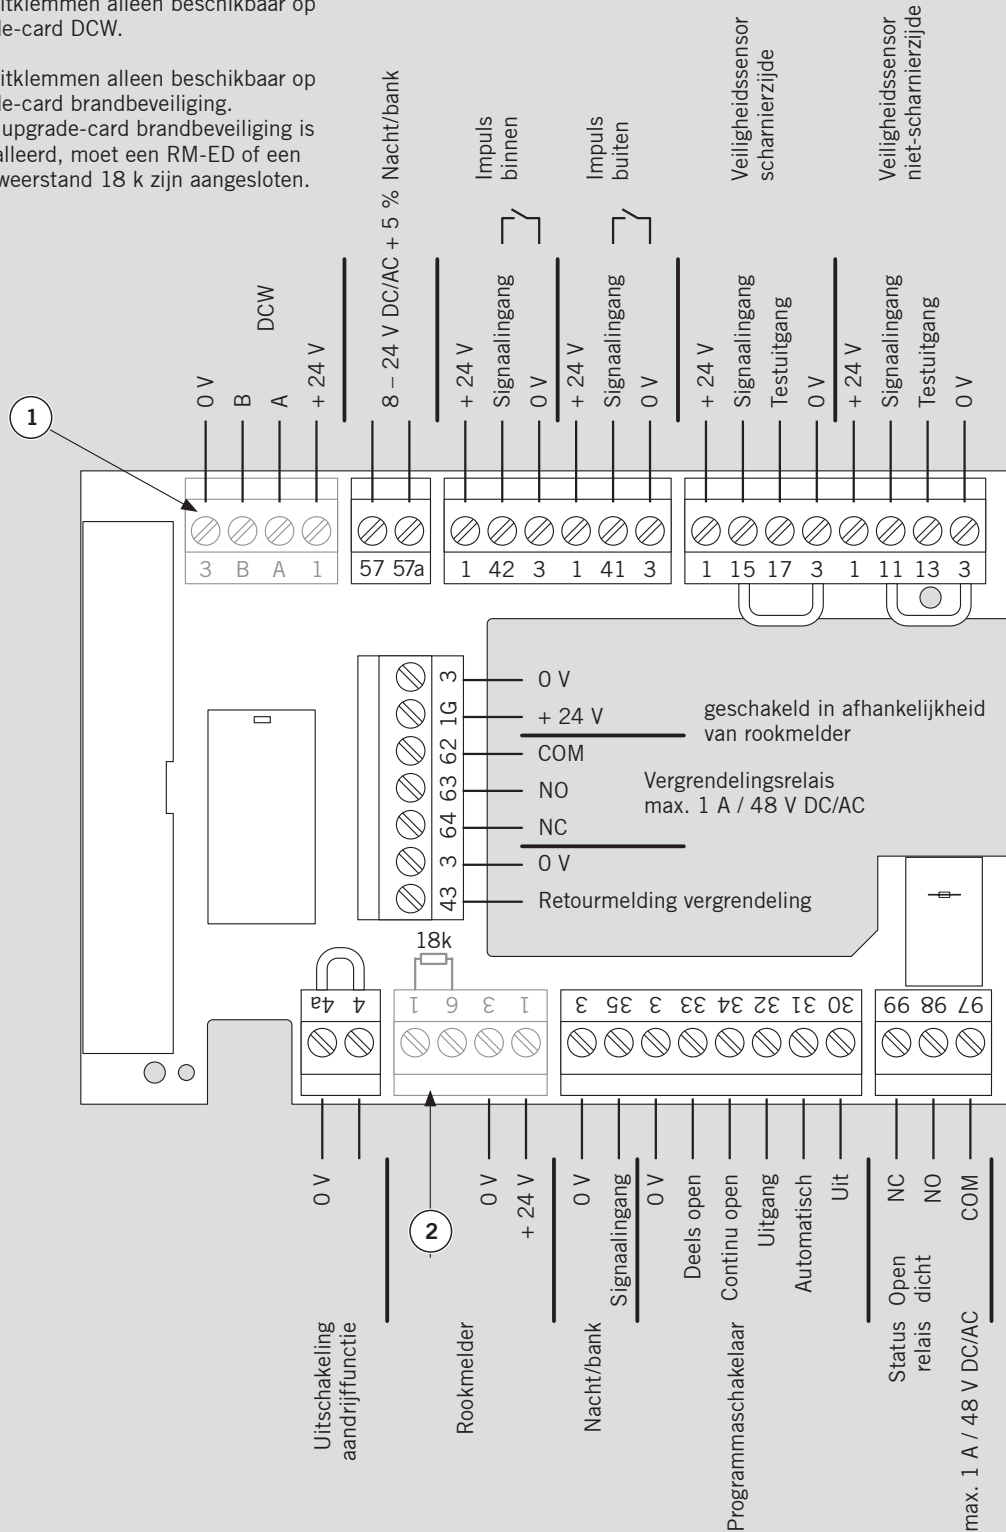 itklemmen alleen beschikbaar op
de-card DCW.
itklemmen alleen beschikbaar op
de-card brandbeveiliging.
upgrade-card brandbeveiliging is
alleerd, moet een RM-ED of een
weerstand 18 k zijn aangesloten.
DCW
8 – 24 V DC/AC + 5 % Nacht/bank
Impuls
binnen
Impuls
buiten
Veiligheidssensor
scharnierzijde
Veiligheidssensor
niet-scharnierzijde
0 V
B
A
+ 24 V
+ 24 V
Signaalingang
0 V
+ 24 V
Signaalingang
0 V
+ 24 V
Signaalingang
Testuitgang
0 V
+ 24 V
Signaalingang
Testuitgang
0 V
1
3 B A 1
57 57a
1 42 3 1 41 3
1 15 17 3 1 11 13 3
3 0 V
1G + 24 V
geschakeld in afhankelijkheid
van rookmelder
62 COM
63 NO
64 NC
Vergrendelingsrelais
max. 1 A / 48 V DC/AC
3 0 V
43 Retourmelding vergrendeling
18k
4a 4
1 6 3 1
3 35 3 33 34 32 31 30
99 98 97
2
0 V
0 V
+ 24 V
0 V
Signaalingang
0 V
Deels open
Continu open
Uitgang
Automatisch
Uit
NC
NO
COM
Uitschakeling
aandrijffunctie
Rookmelder
Nacht/bank
Programmaschakelaar
Status Open
relais dicht
max. 1 A / 48 V DC/AC